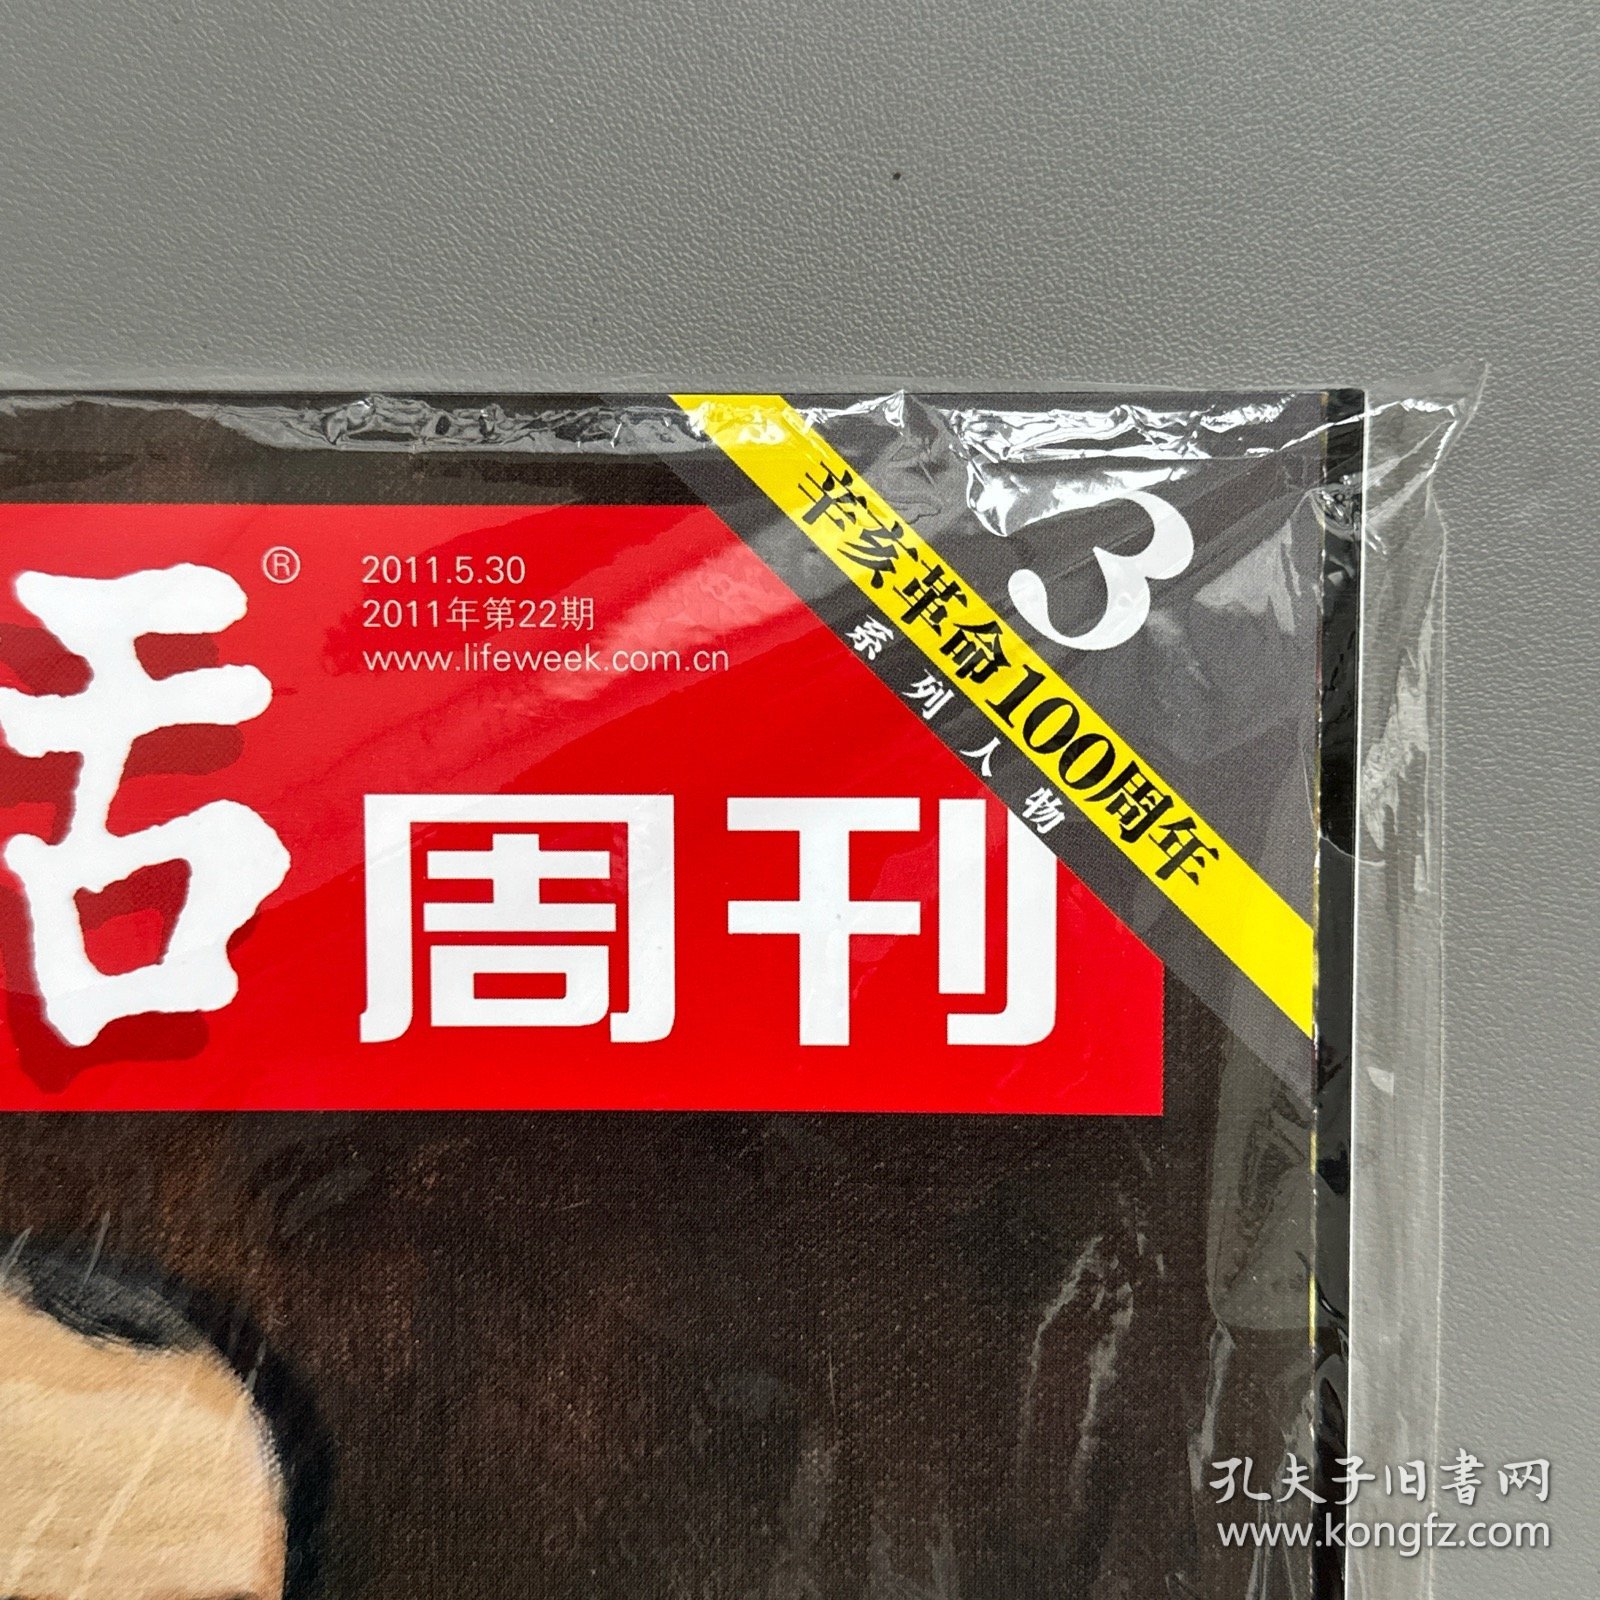 3
辛亥革命100周年
系列人物
®
2011.5.30
2011年第22期
www.lifeweek.com.cn
活周刊
孔夫子旧书网
www.kongfz.com